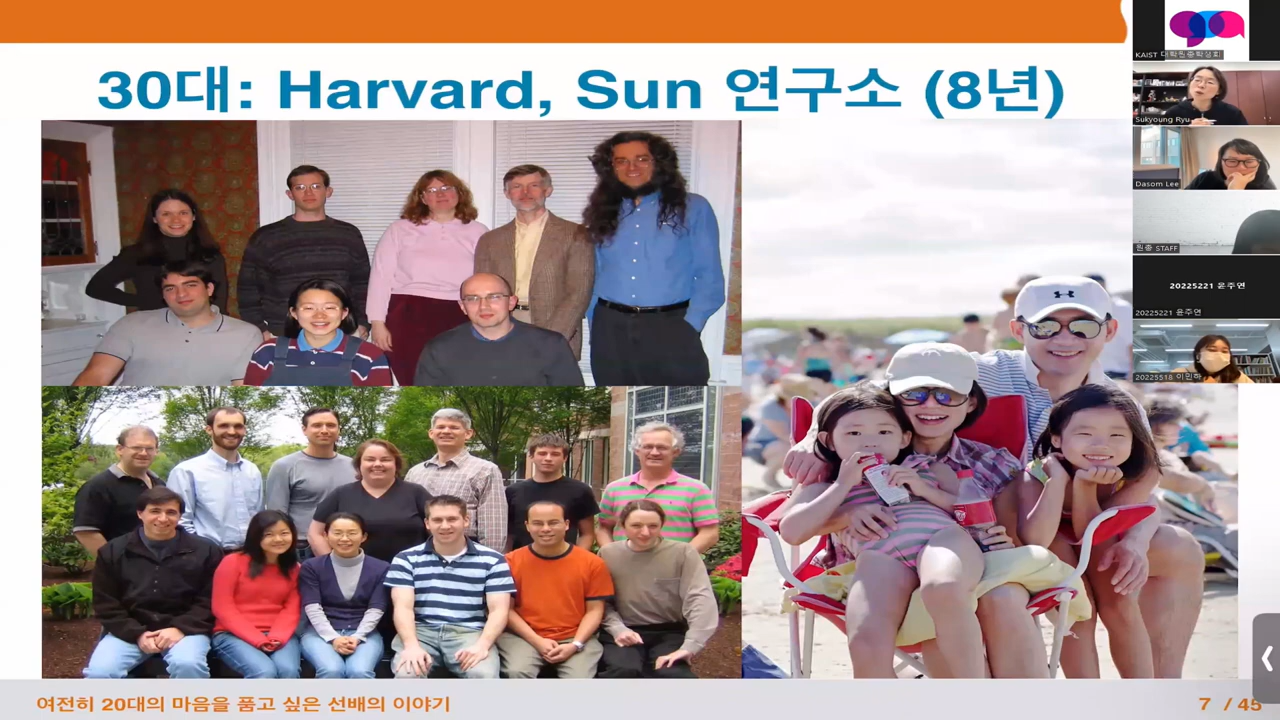 30대: Harvard, Sun 연구소 (8년)
여전히 20대의 마음을 품고 싶은 선배의 이야기
7 / 45
KAIST 대학원총학생회
Sukyoung Ryu
Dasom Lee
원총 STAFF
20225221 윤주연
20225221 윤주연
20225518 이민하